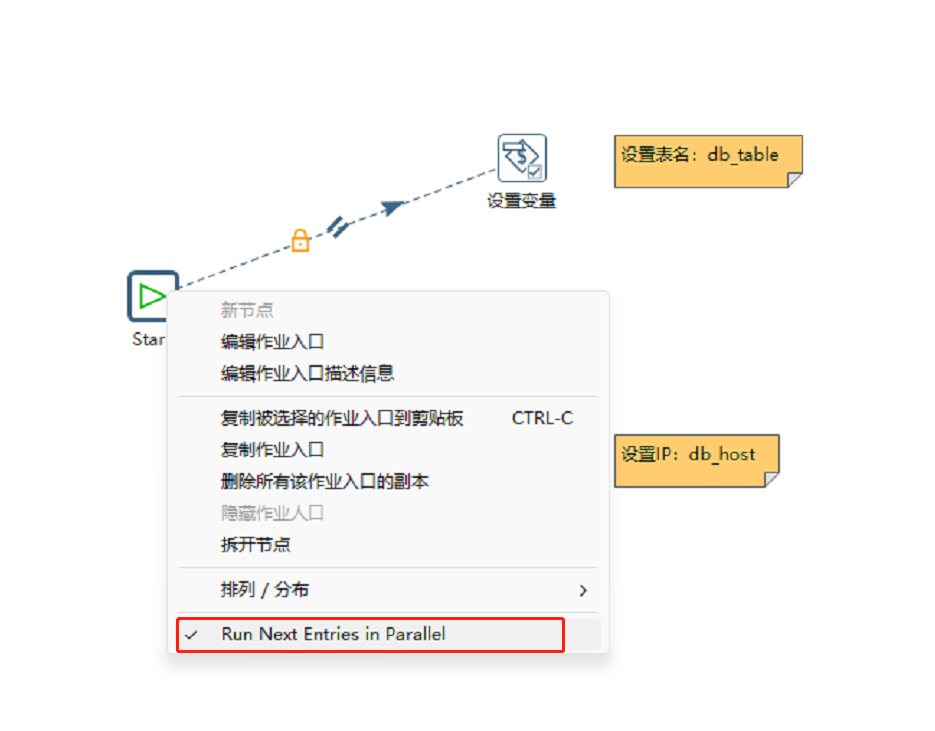 设置表名：db_table
设置变量
Star
新节点
编辑作业入口
编辑作业入口描述信息
复制被选择的作业入口到剪贴板 CTRL-C
复制作业入口
设置IP：db_host
删除所有该作业入口的副本
隐藏作业人口
拆开节点
排列 / 分布
Run Next Entries in Parallel